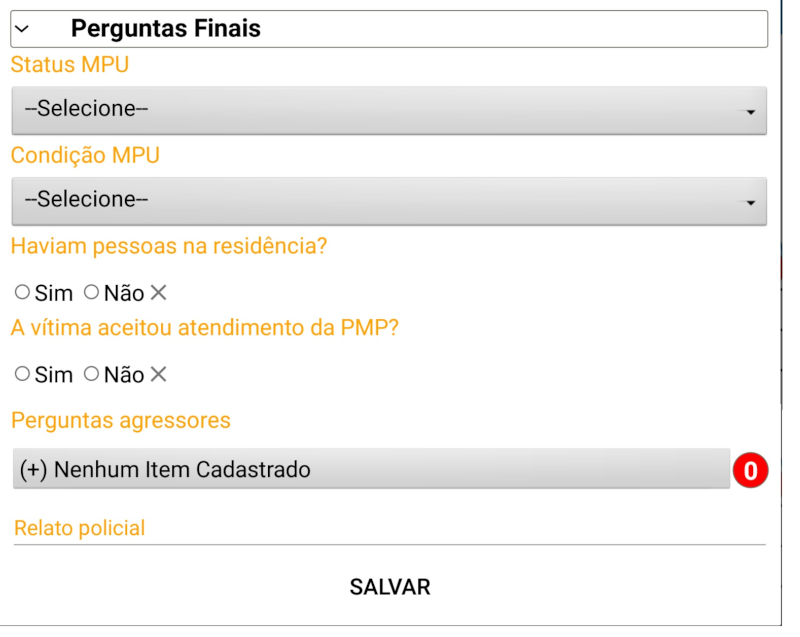 Perguntas Finais
Status MPU
--Selecione--
Condição MPU
--Selecione--
Haviam pessoas na residência?
Sim Não
A vítima aceitou atendimento da PMP?
Sim Não
Perguntas agressores
(+) Nenhum Item Cadastrado 0
Relato policial
SALVAR